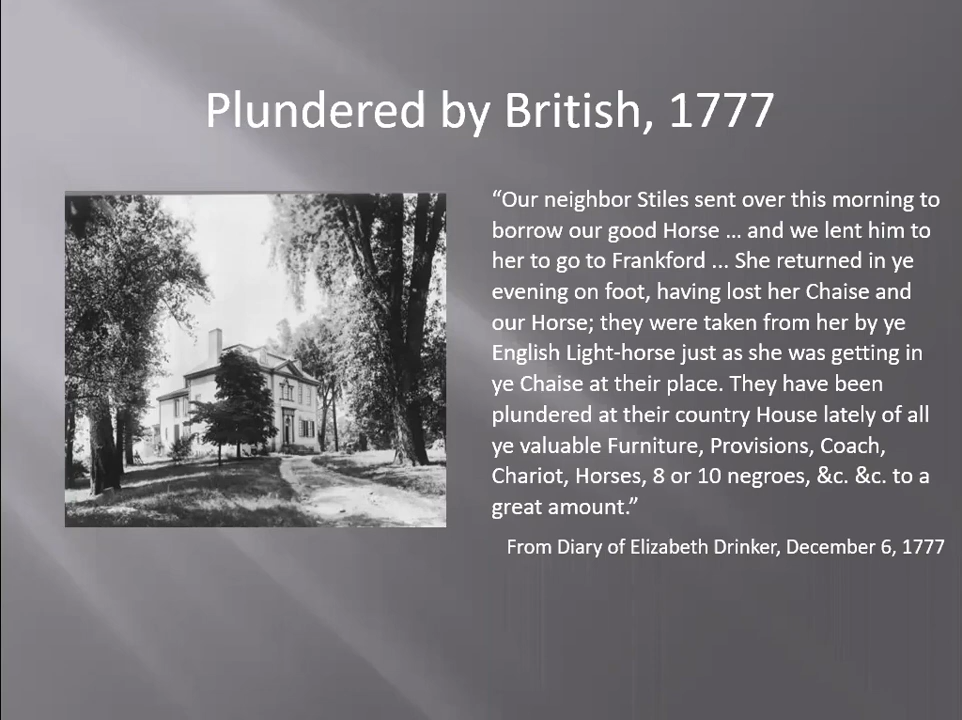 Plundered by British, 1777
“Our neighbor Stiles sent over this morning to
borrow our good Horse ... and we lent him to
her to go to Frankford ... She returned in ye
evening on foot, having lost her Chaise and
our Horse; they were taken from her by ye
English Light-horse just as she was getting in
ye Chaise at their place. They have been
plundered at their country House lately of all
ye valuable Furniture, Provisions, Coach,
Chariot, Horses, 8 or 10 negroes, &c. &c. to a
great amount.”
From Diary of Elizabeth Drinker, December 6, 1777